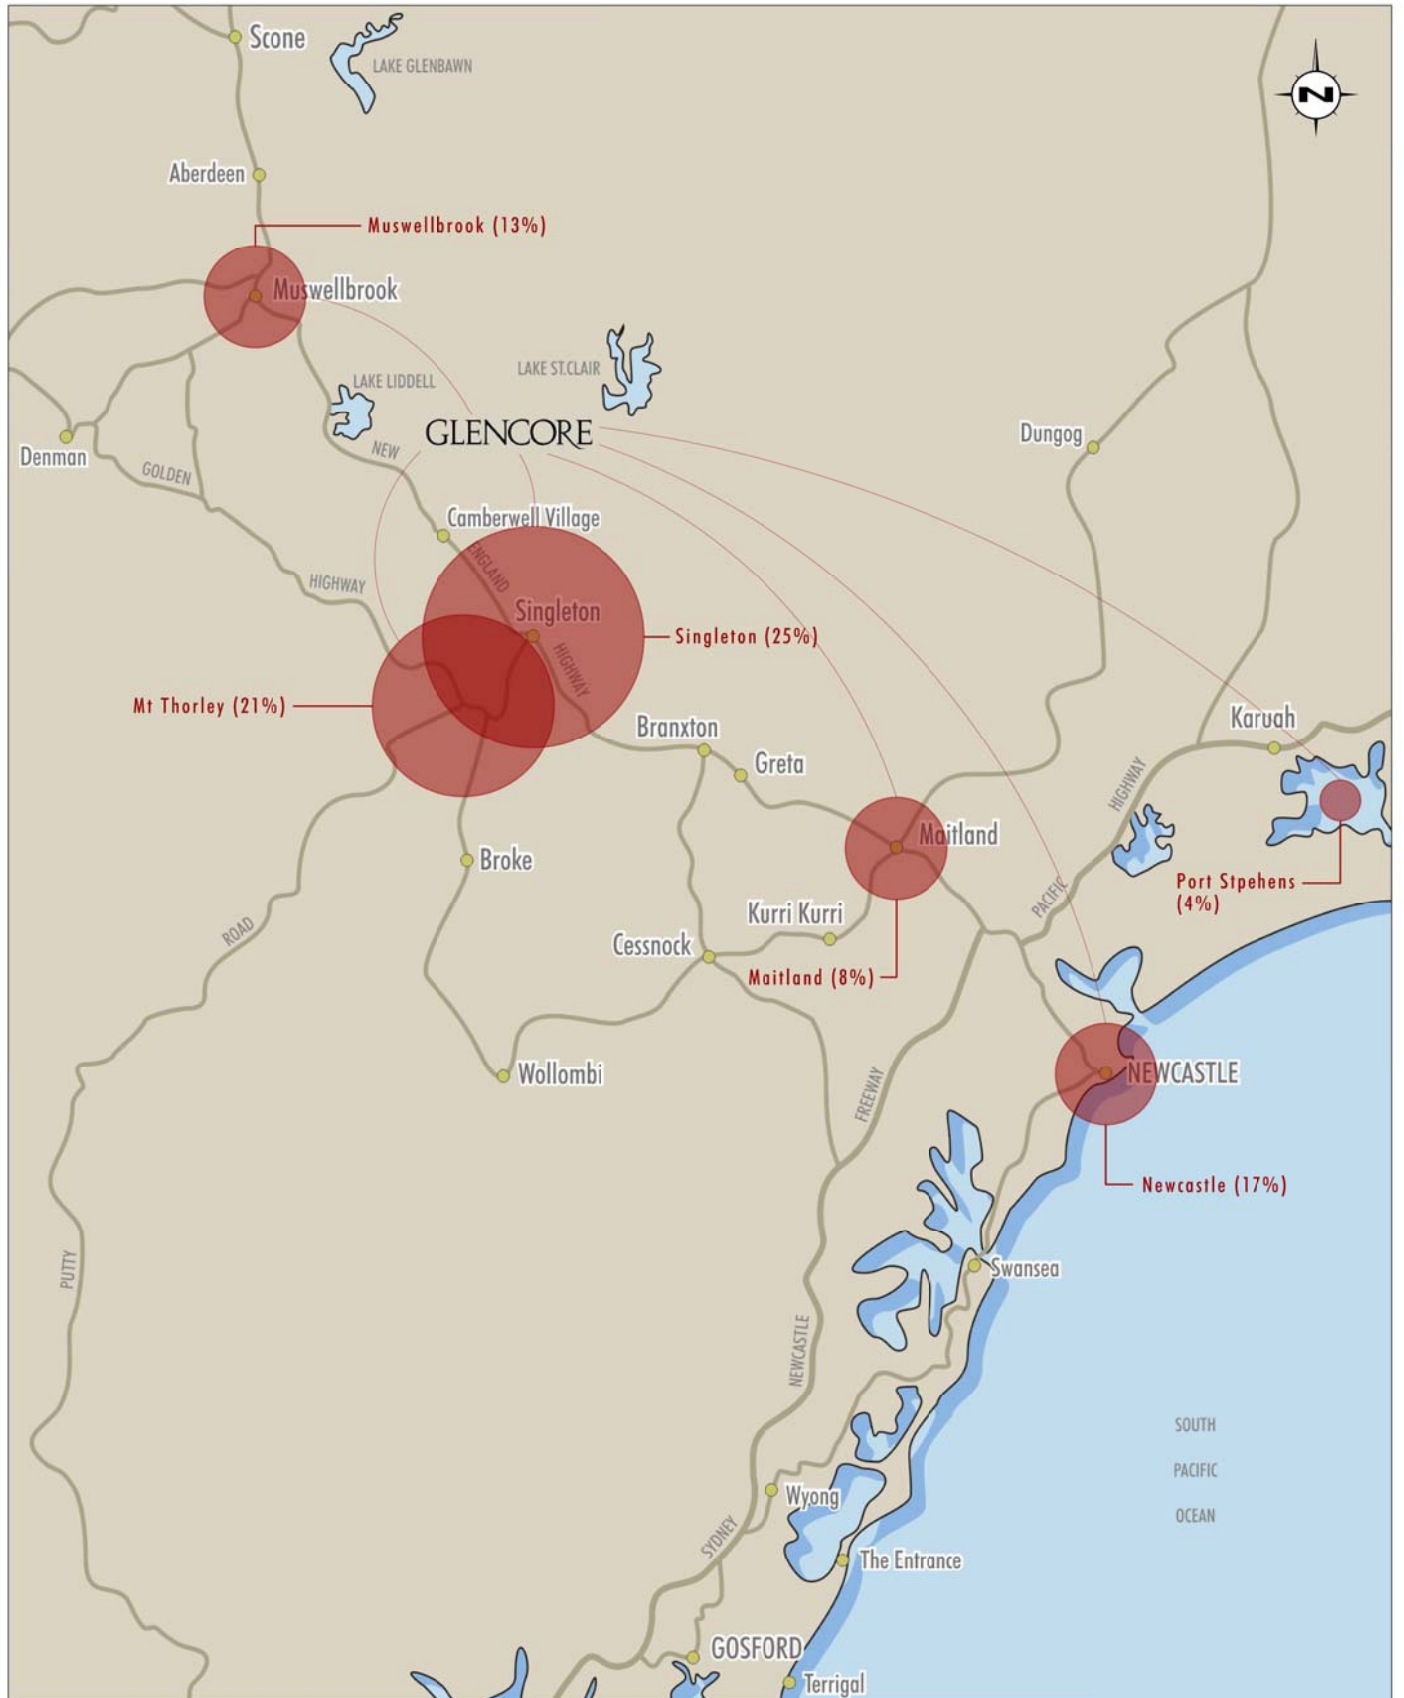 Scone
LAKE GLENBAWN
N
Aberdeen
Muswellbrook (13%)
Muswellbrook
LAKE ST.CLAIR
LAKE LIDDELL
GLENCORE
Dungog
NEW
Denman
GOLDEN
Camberwell Village
ENGLAND
HIGHWAY
Singleton
Singleton (25%)
HIGHWAY
Mt Thorley (21%)
Karuah
Branxton
Greta
HIGHWAY
Maitland
Broke
Port Stpehens
(4%)
PACIFIC
Kurri Kurri
ROAD
Cessnock
Maitland (8%)
Wollombi
NEWCASTLE
FREEWAY
Newcastle (17%)
PUTTY
Swansea
NEWCASTLE
SOUTH
PACIFIC
OCEAN
Wyong
SYDNEY
The Entrance
GOSFORD
Terrigal